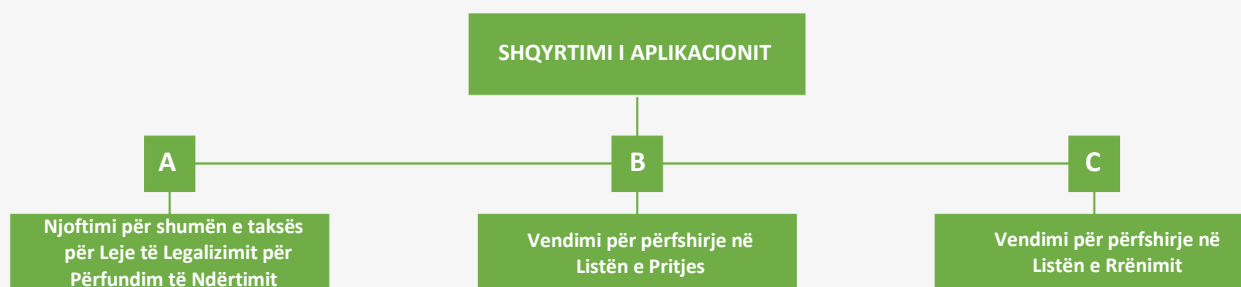 SHQYRTIMI I APLIKACIONIT
A
B
C
Njoftimi për shumën e taksës
për Leje të Legalizimit për
Përfundim të Ndërtimit
Vendimi për përfshirje në
Listën e Pritjes
Vendimi për përfshirje në
Listën e Rrënimit